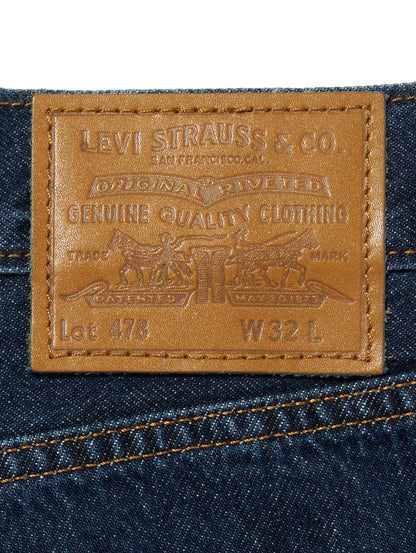 LEVI STRAUSS & CO.
SAN FRANCISCO, CAL.
ORIGINAL RIVETED
GENUINE QUALITY CLOTHING
TRADE MARK
PATENTED MAY 20 1873
Lot 478 W32 L